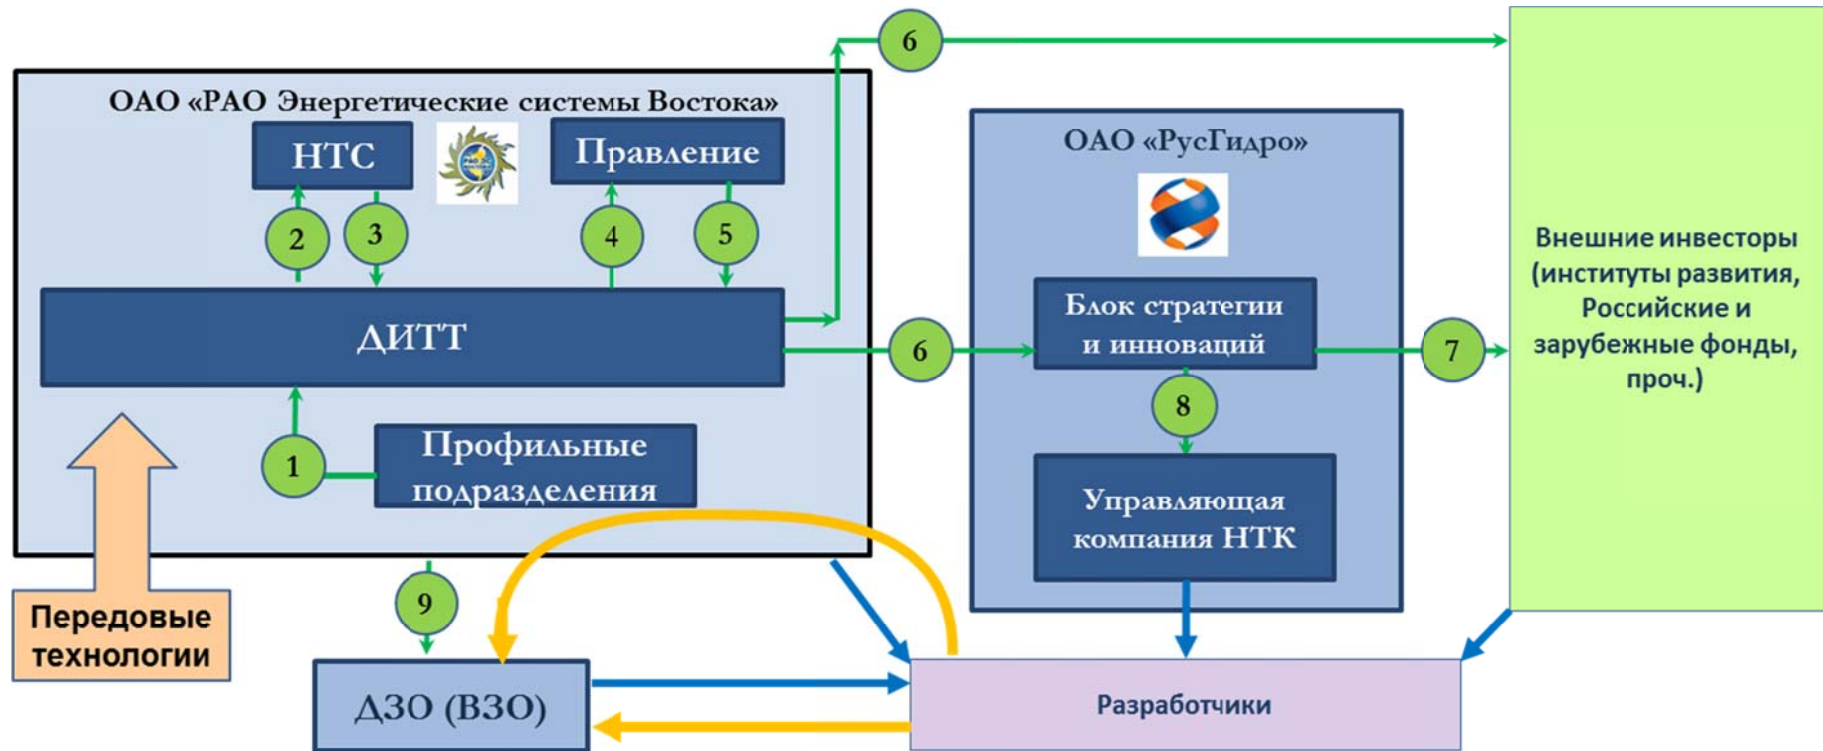 6
ОАО «РАО Энергетические системы Востока»
НТС
Правление
2
3
4
5
ДИТТ
1
Профильные
подразделения
Передовые
технологии
9
ДЗО (ВЗО)
6
ОАО «РусГидро»
Блок стратегии
и инноваций
8
Управляющая
компания НТК
7
Внешние инвесторы
(институты развития,
Российские и
зарубежные фонды,
проч.)
Разработчики